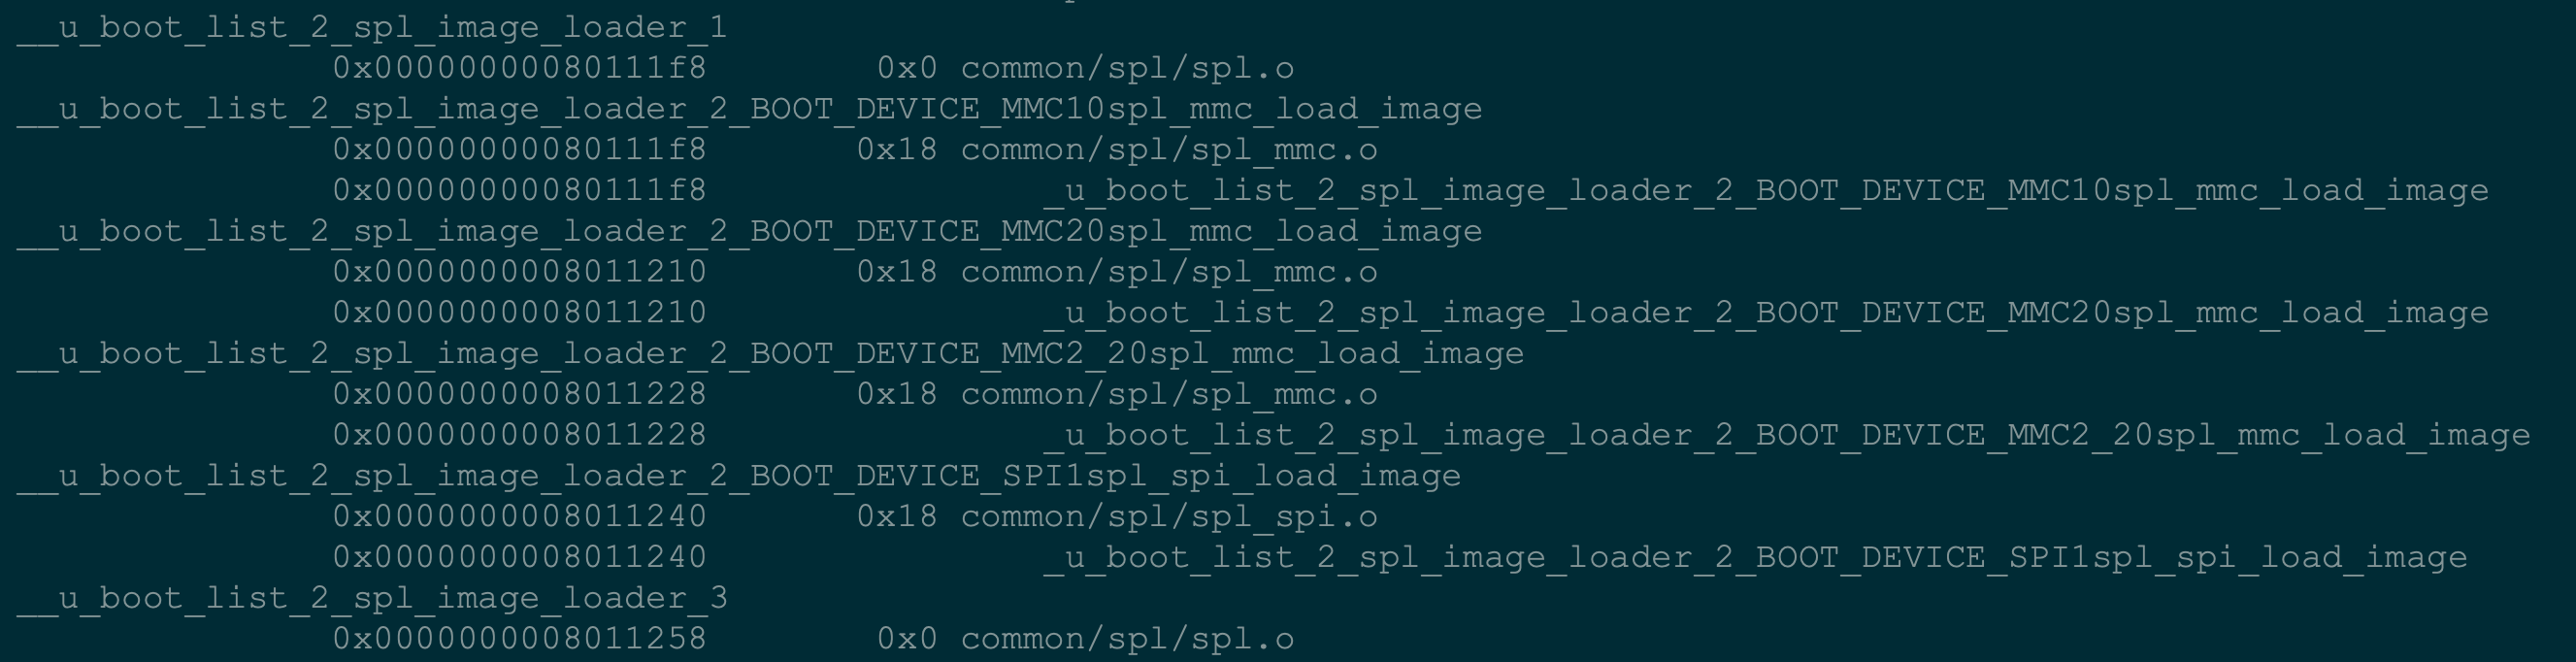 __u_boot_list_2_spl_image_loader_1
                0x00000000080111f8        0x0 common/spl/spl.o
__u_boot_list_2_spl_image_loader_2_BOOT_DEVICE_MMC10spl_mmc_load_image
                0x00000000080111f8       0x18 common/spl/spl_mmc.o
                0x00000000080111f8                _u_boot_list_2_spl_image_loader_2_BOOT_DEVICE_MMC10spl_mmc_load_image
__u_boot_list_2_spl_image_loader_2_BOOT_DEVICE_MMC20spl_mmc_load_image
                0x0000000008011210       0x18 common/spl/spl_mmc.o
                0x0000000008011210                _u_boot_list_2_spl_image_loader_2_BOOT_DEVICE_MMC20spl_mmc_load_image
__u_boot_list_2_spl_image_loader_2_BOOT_DEVICE_MMC2_20spl_mmc_load_image
                0x0000000008011228       0x18 common/spl/spl_mmc.o
                0x0000000008011228                _u_boot_list_2_spl_image_loader_2_BOOT_DEVICE_MMC2_20spl_mmc_load_image
__u_boot_list_2_spl_image_loader_2_BOOT_DEVICE_SPI1spl_spi_load_image
                0x0000000008011240       0x18 common/spl/spl_spi.o
                0x0000000008011240                _u_boot_list_2_spl_image_loader_2_BOOT_DEVICE_SPI1spl_spi_load_image
__u_boot_list_2_spl_image_loader_3
                0x0000000008011258        0x0 common/spl/spl.o